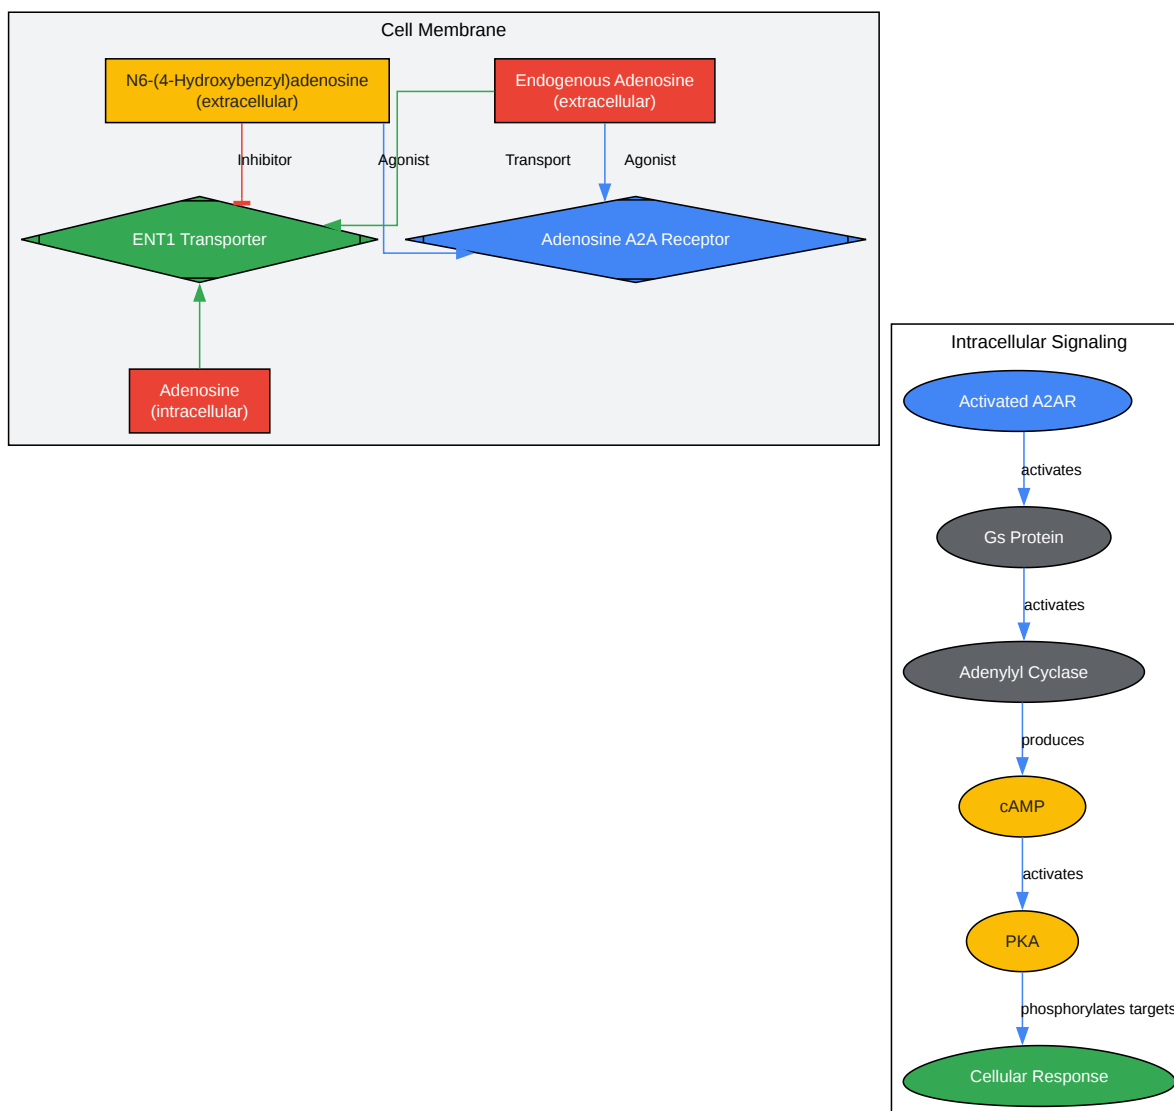 Cell Membrane
N6-(4-Hydroxybenzyl)adenosine
(extracellular)
Endogenous Adenosine
(extracellular)
Inhibitor
Agonist
Transport
Agonist
ENT1 Transporter
Adenosine A2A Receptor
Adenosine
(intracellular)
Intracellular Signaling
Activated A2AR
activates
Gs Protein
activates
Adenylyl Cyclase
produces
cAMP
activates
PKA
phosphorylates targets
Cellular Response